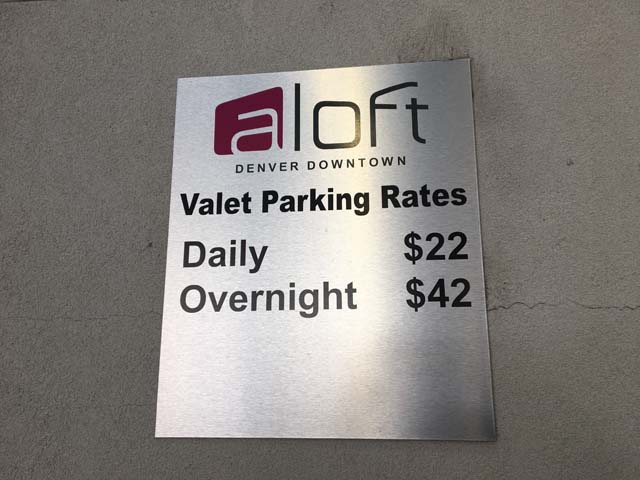 aloft
DENVER DOWNTOWN
Valet Parking Rates
Daily $22
Overnight $42